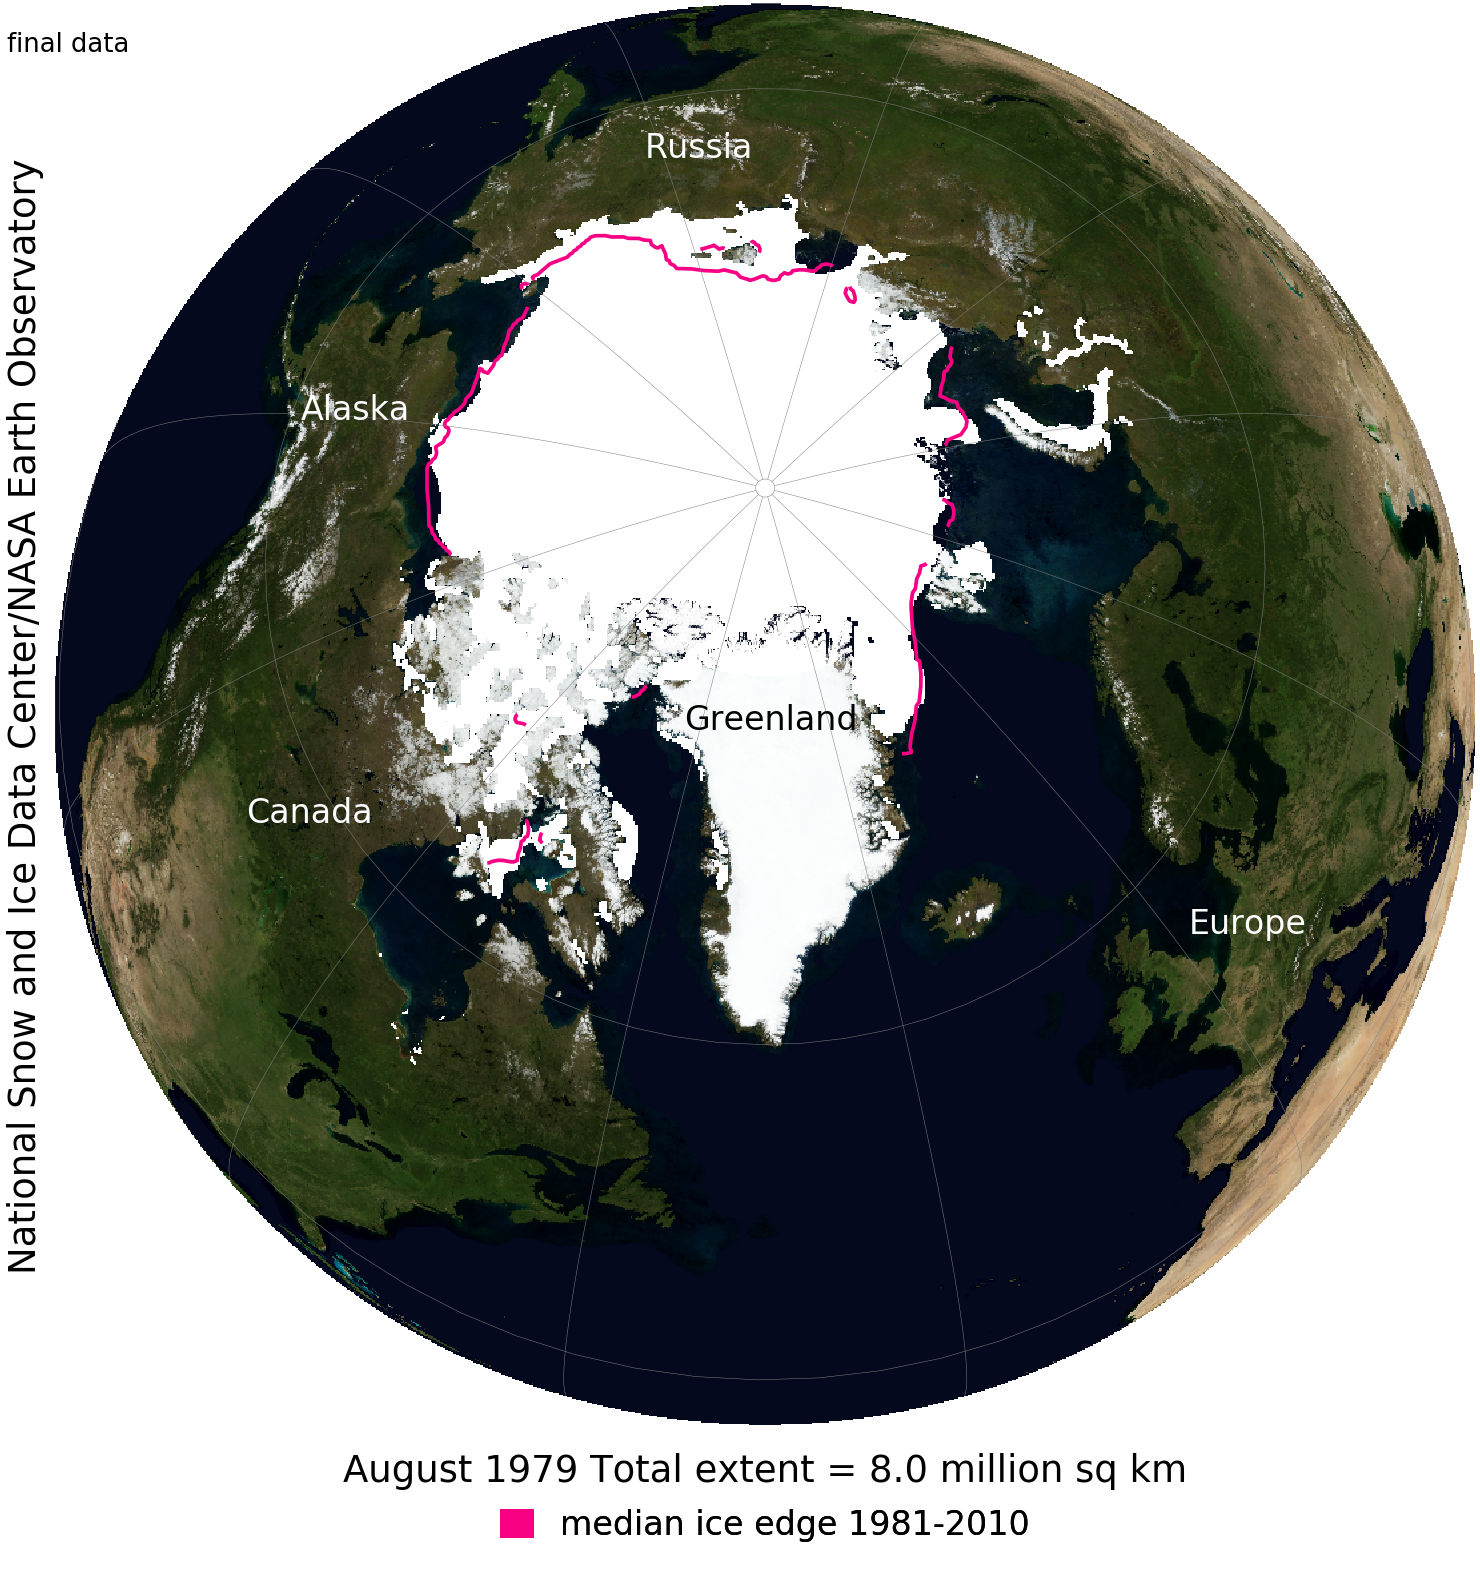 final data
National Snow and Ice Data Center/NASA Earth Observatory
Russia
Alaska
Greenland
Canada
Europe
August 1979 Total extent = 8.0 million sq km
median ice edge 1981-2010